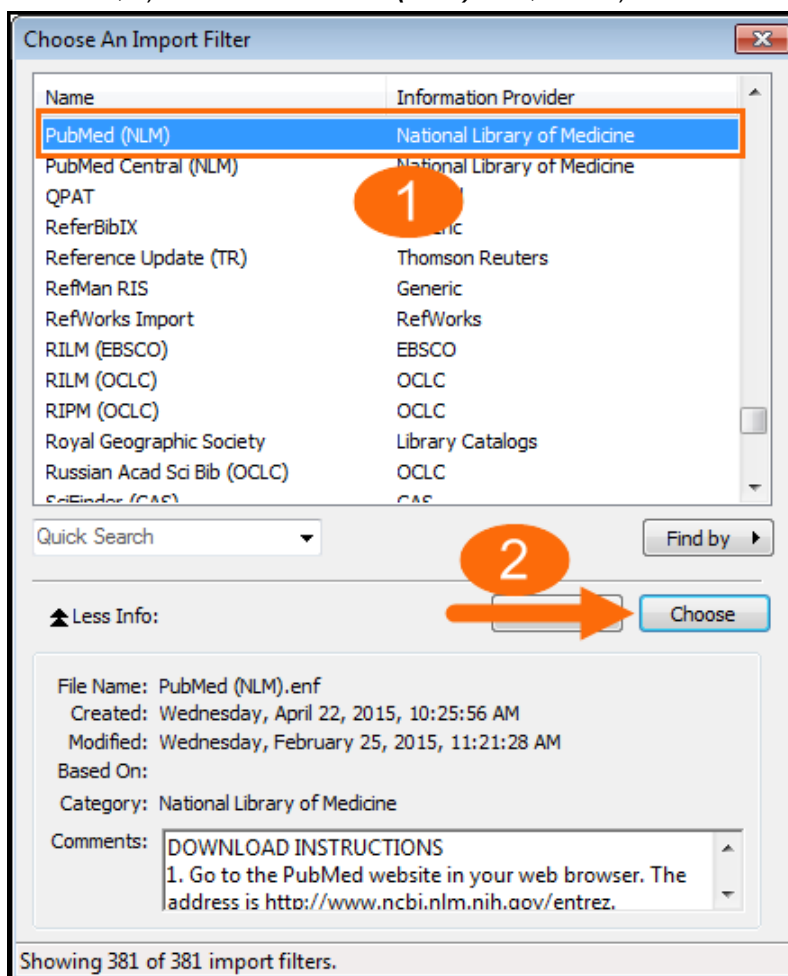 Choose An Import Filter
Name Information Provider
PubMed (NLM) National Library of Medicine
PubMed Central (NLM) National Library of Medicine
QPAT
1
ReferBibIX
Reference Update (TR) Thomson Reuters
RefMan RIS Generic
RefWorks Import RefWorks
RILM (EBSCO) EBSCO
RILM (OCLC) OCLC
RIPM (OCLC) OCLC
Royal Geographic Society Library Catalogs
Russian Acad Sci Bib (OCLC) OCLC
SciFinder (CAS) CAS
Quick Search Find by
2
Less Info: Choose
File Name: PubMed (NLM).enf
Created: Wednesday, April 22, 2015, 10:25:56 AM
Modified: Wednesday, February 25, 2015, 11:21:28 AM
Based On:
Category: National Library of Medicine
Comments: DOWNLOAD INSTRUCTIONS
1. Go to the PubMed website in your web browser. The
address is http://www.ncbi.nlm.nih.gov/entrez.
Showing 381 of 381 import filters.